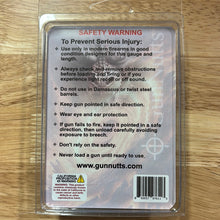 SAFETY WARNING
To Prevent Serious Injury:
• Use only in modern firearms in good
condition designed for this gauge and
length.
• Always check and remove obstructions
before loading and firing or if you
experience light recoil or off sound.
• Do not use in Damascus or twist steel
barrels.
• Keep gun pointed in safe direction.
• Wear eye and ear protection
• If gun fails to fire, keep it pointed in a safe
direction, then unload carefully avoiding
exposure to breech.
• Don't rely on the safety.
• Never load a gun until ready to use.
www.gunnutts.com